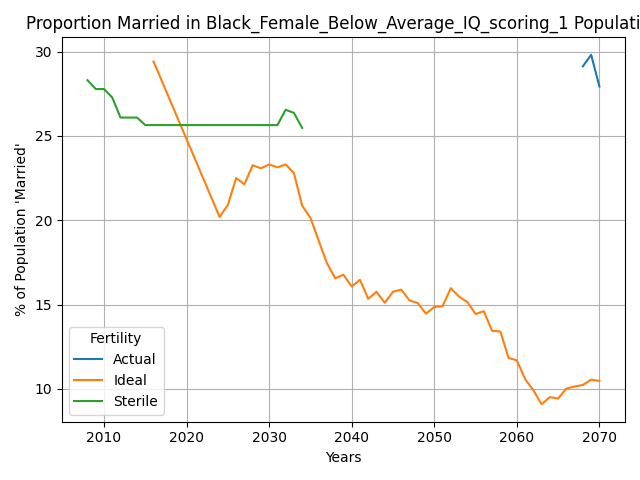 Proportion Married in Black_Female_Below_Average_IQ_scoring_1 Populati
% of Population 'Married'
30
25
20
15
10
Fertility
Actual
Ideal
Sterile
2010 2020 2030 2040 2050 2060 2070
Years